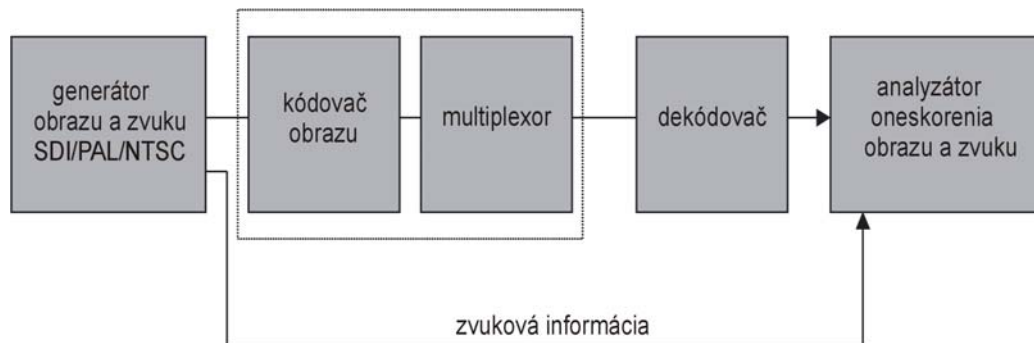 generátor
obrazu a zvuku
SDI/PAL/NTSC
kódovač
obrazu
multiplexor
dekódovač
analyzátor
oneskorenia
obrazu a zvuku
zvuková informácia